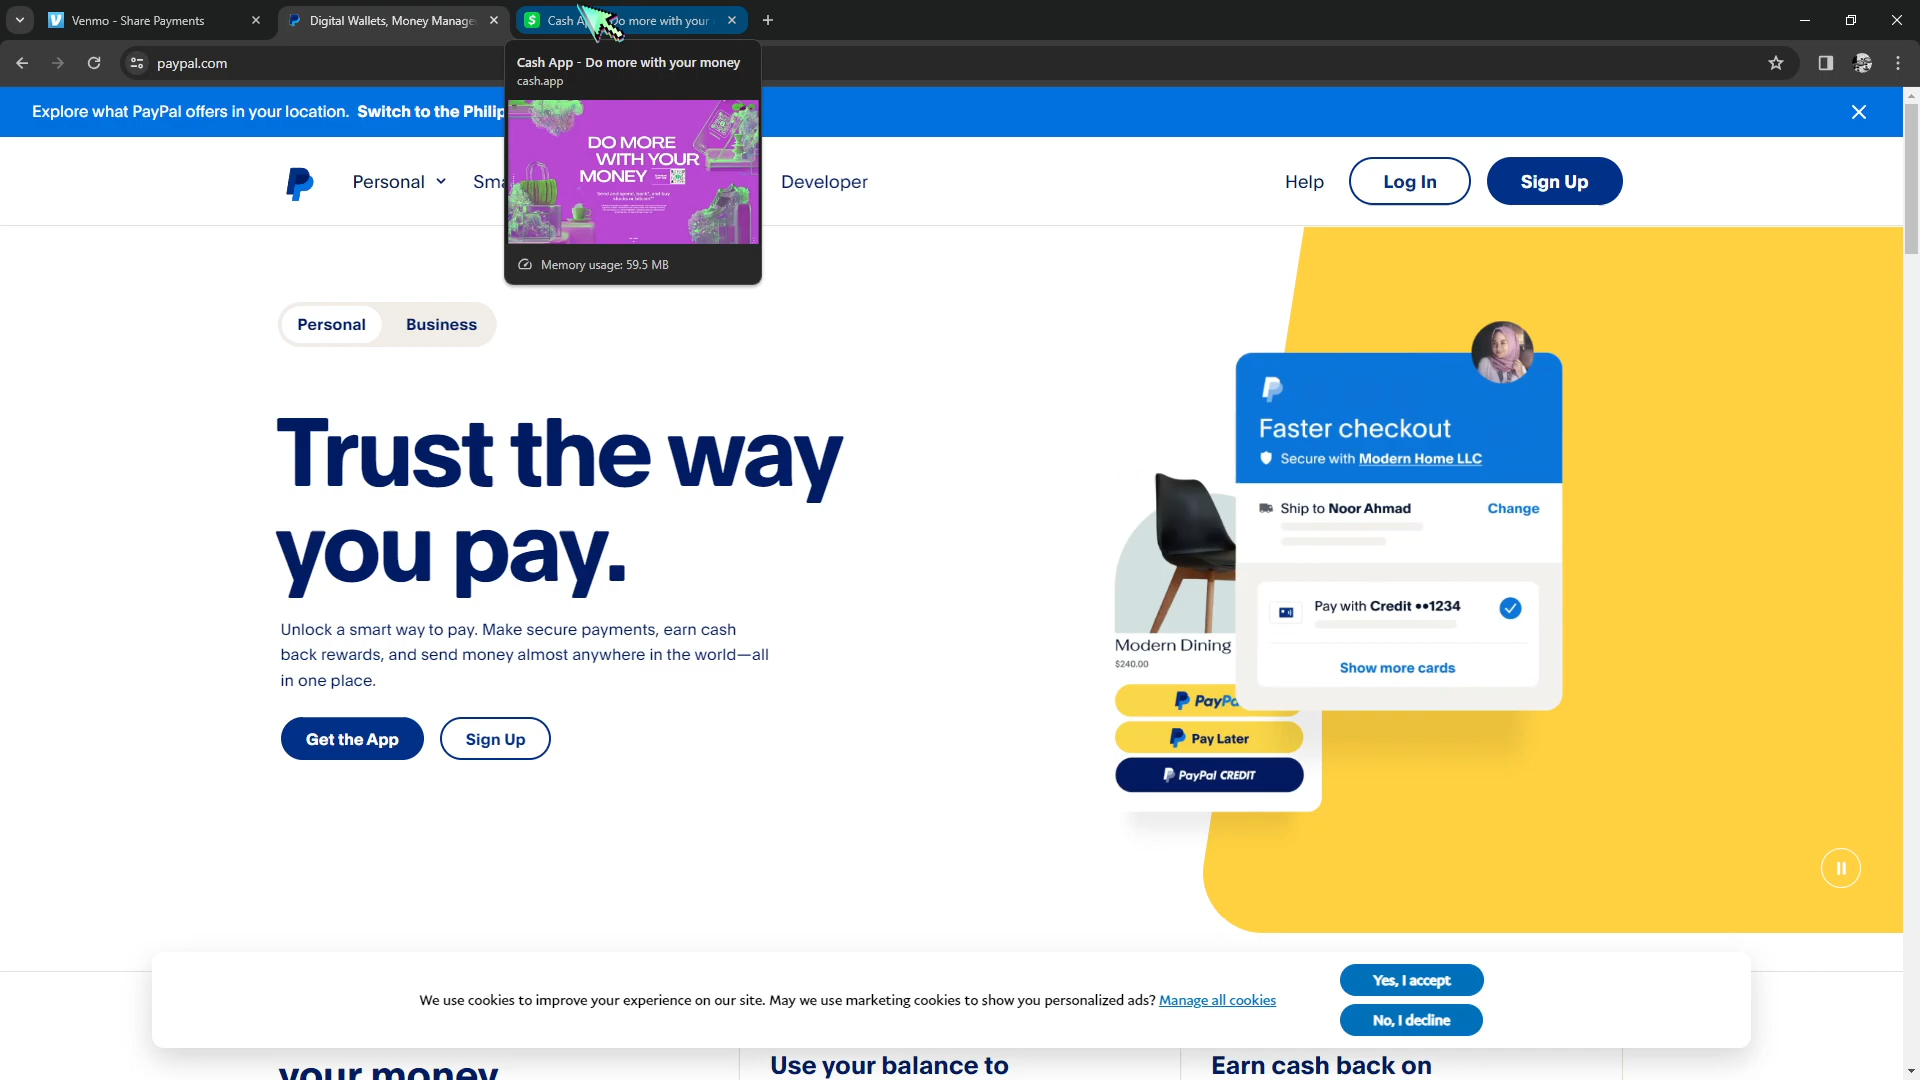 Venmo - Share Payments
Digital Wallets, Money Manage
Cash A
o more with your
paypal.com
Cash App - Do more with your money
cash.app
DO MORE
WITH YOUR
MONEY
Memory usage: 59.5 MB
Explore what PayPal offers in your location. Switch to the Philip
Personal
Sma
Developer
Help
Log In
Sign Up
Personal
Business
Trust the way
you pay.
Unlock a smart way to pay. Make secure payments, earn cash
back rewards, and send money almost anywhere in the world—all
in one place.
Get the App
Sign Up
Faster checkout
Secure with Modern Home LLC
Ship to Noor Ahmad
Change
Pay with Credit ••1234
Show more cards
Modern Dining
$240.00
PayPa
Pay Later
PayPal CREDIT
We use cookies to improve your experience on our site. May we use marketing cookies to show you personalized ads? Manage all cookies
Yes, I accept
No, I decline
your money
Use your balance to
Earn cash back on